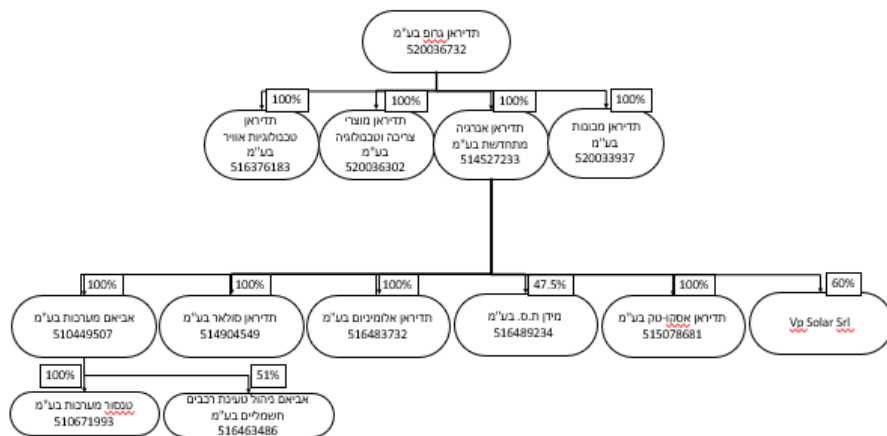 תדיראן גרופ בע"מ
520036732
100%
100%
100%
100%
תדיראן מכונות
בע"מ
520033937
תדיראן אנרגיה
מתחדשת בע"מ
514527233
תדיראן מוצרי
צריכה וטכנולוגיה
בע"מ
520036302
תדיראן
טכנולוגיות אוויר
בע"מ
516376183
60%
100%
47.5%
100%
100%
100%
Vp Solar Srl
תדיראן אסקו-טק בע"מ
515078681
מידן ת.ס. בע"מ
516489234
תדיראן אלומיניום בע"מ
516483732
תדיראן סולאר בע"מ
514904549
אביאם מערכות בע"מ
510449507
51%
100%
אביאם ניהול טעינת רכבים
חשמליים בע"מ
516463486
טנסור מערכות בע"מ
510671993